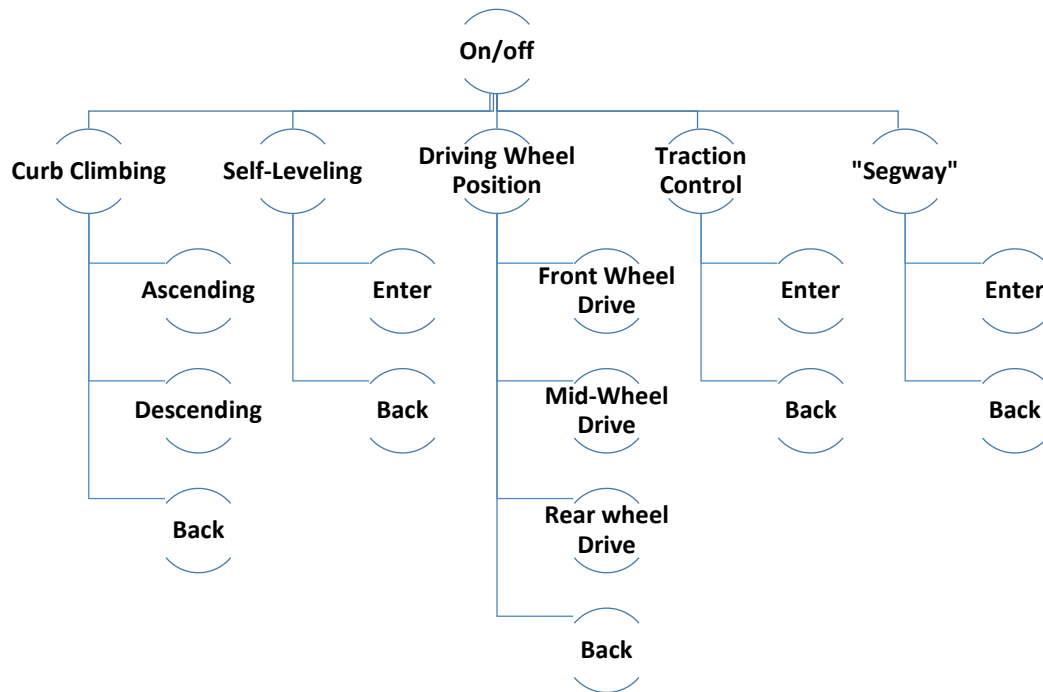 On/off
Curb Climbing
Self-Leveling
Driving Wheel
Position
Traction
Control
"Segway"
Ascending
Descending
Back
Enter
Back
Front Wheel
Drive
Mid-Wheel
Drive
Rear wheel
Drive
Back
Enter
Back
Enter
Back